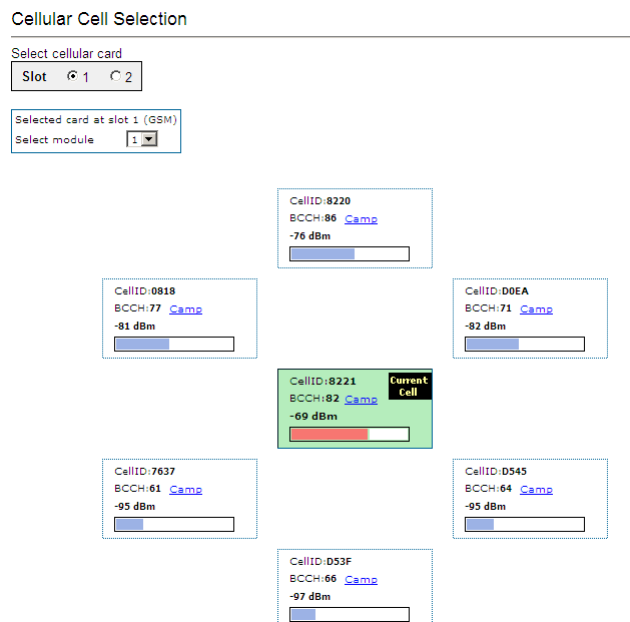 Cellular Cell Selection
Select cellular card
Slot 1 2
Selected card at slot 1 (GSM)
Select module 1
CellID:8220
BCCH:86 Camp
-76 dBm
CellID:0818
BCCH:77 Camp
-81 dBm
CellID:D0EA
BCCH:71 Camp
-82 dBm
CellID:8221
BCCH:82 Camp
-69 dBm
Current
Cell
CellID:7637
BCCH:61 Camp
-95 dBm
CellID:D545
BCCH:64 Camp
-95 dBm
CellID:D53F
BCCH:66 Camp
-97 dBm